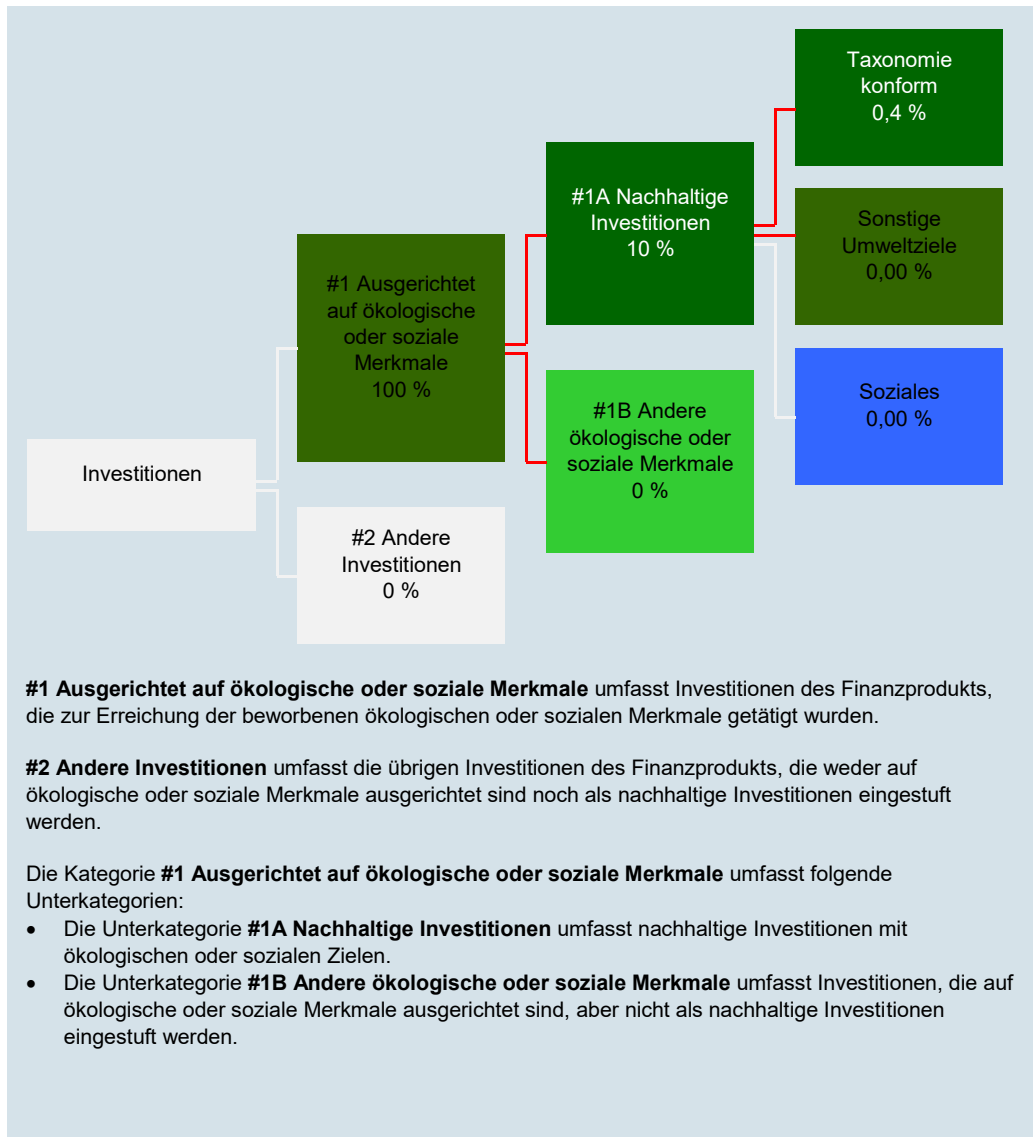 Taxonomie
konform
0,4 %
#1A Nachhaltige
Investitionen
10 %
Sonstige
Umweltziele
0,00 %
#1 Ausgerichtet
auf ökologische
oder soziale
Merkmale
100 %
Soziales
0,00 %
#1B Andere
ökologische oder
soziale Merkmale
0 %
Investitionen
#2 Andere
Investitionen
0 %
#1 Ausgerichtet auf ökologische oder soziale Merkmale umfasst Investitionen des Finanzprodukts,
die zur Erreichung der beworbenen ökologischen oder sozialen Merkmale getätigt wurden.
#2 Andere Investitionen umfasst die übrigen Investitionen des Finanzprodukts, die weder auf
ökologische oder soziale Merkmale ausgerichtet sind noch als nachhaltige Investitionen eingestuft
werden.
Die Kategorie #1 Ausgerichtet auf ökologische oder soziale Merkmale umfasst folgende
Unterkategorien:
• Die Unterkategorie #1A Nachhaltige Investitionen umfasst nachhaltige Investitionen mit
ökologischen oder sozialen Zielen.
• Die Unterkategorie #1B Andere ökologische oder soziale Merkmale umfasst Investitionen, die auf
ökologische oder soziale Merkmale ausgerichtet sind, aber nicht als nachhaltige Investitionen
eingestuft werden.